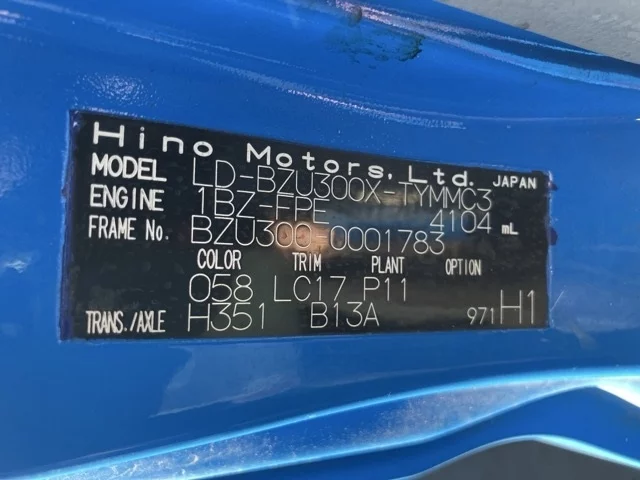 Hino Motors, Ltd. JAPAN
MODEL LD-BZU300X-TYMMC3
ENGINE 1BZ-FPE 4104 mL
FRAME No. BZU300-0001783
COLOR TRIM PLANT OPTION
058 LC17 P11
TRANS./AXLE H351 B13A 971 H1